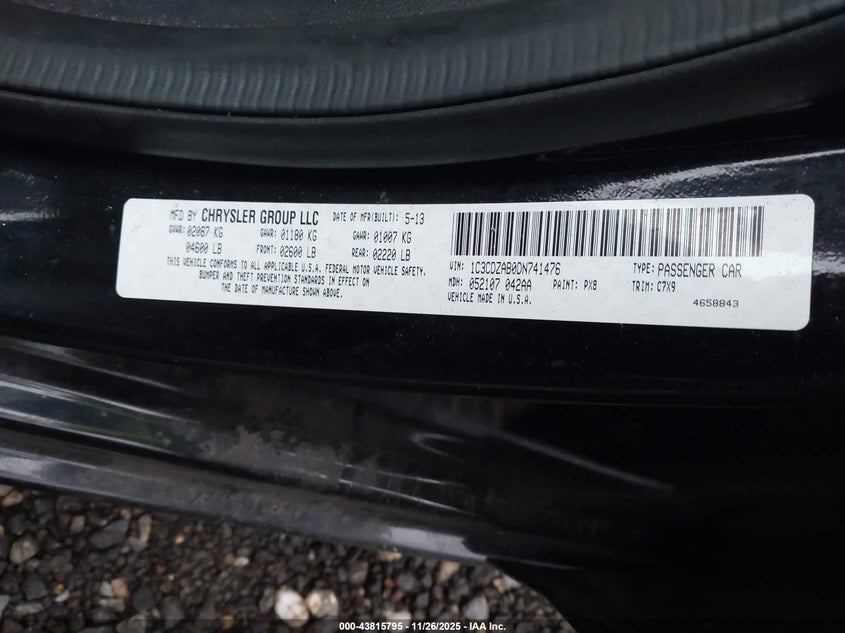 MFD BY CHRYSLER GROUP LLC DATE OF MFR(BUILT): 5-13
GVWR: 02087 KG GAWR: 01180 KG GAWR: 01007 KG
04600 LB FRONT: 02600 LB REAR: 02220 LB
THIS VEHICLE CONFORMS TO ALL APPLICABLE U.S.A. FEDERAL MOTOR VEHICLE SAFETY,
BUMPER AND THEFT PREVENTION STANDARDS IN EFFECT ON
THE DATE OF MANUFACTURE SHOWN ABOVE.
VIN: 1C3CDZAB0DN741476 TYPE: PASSENGER CAR
MDH: 052107 042AA PAINT: PX8 TRIM: C7X9
VEHICLE MADE IN U.S.A.
4658843
000-43815795 - 11/26/2025 - IAA Inc.